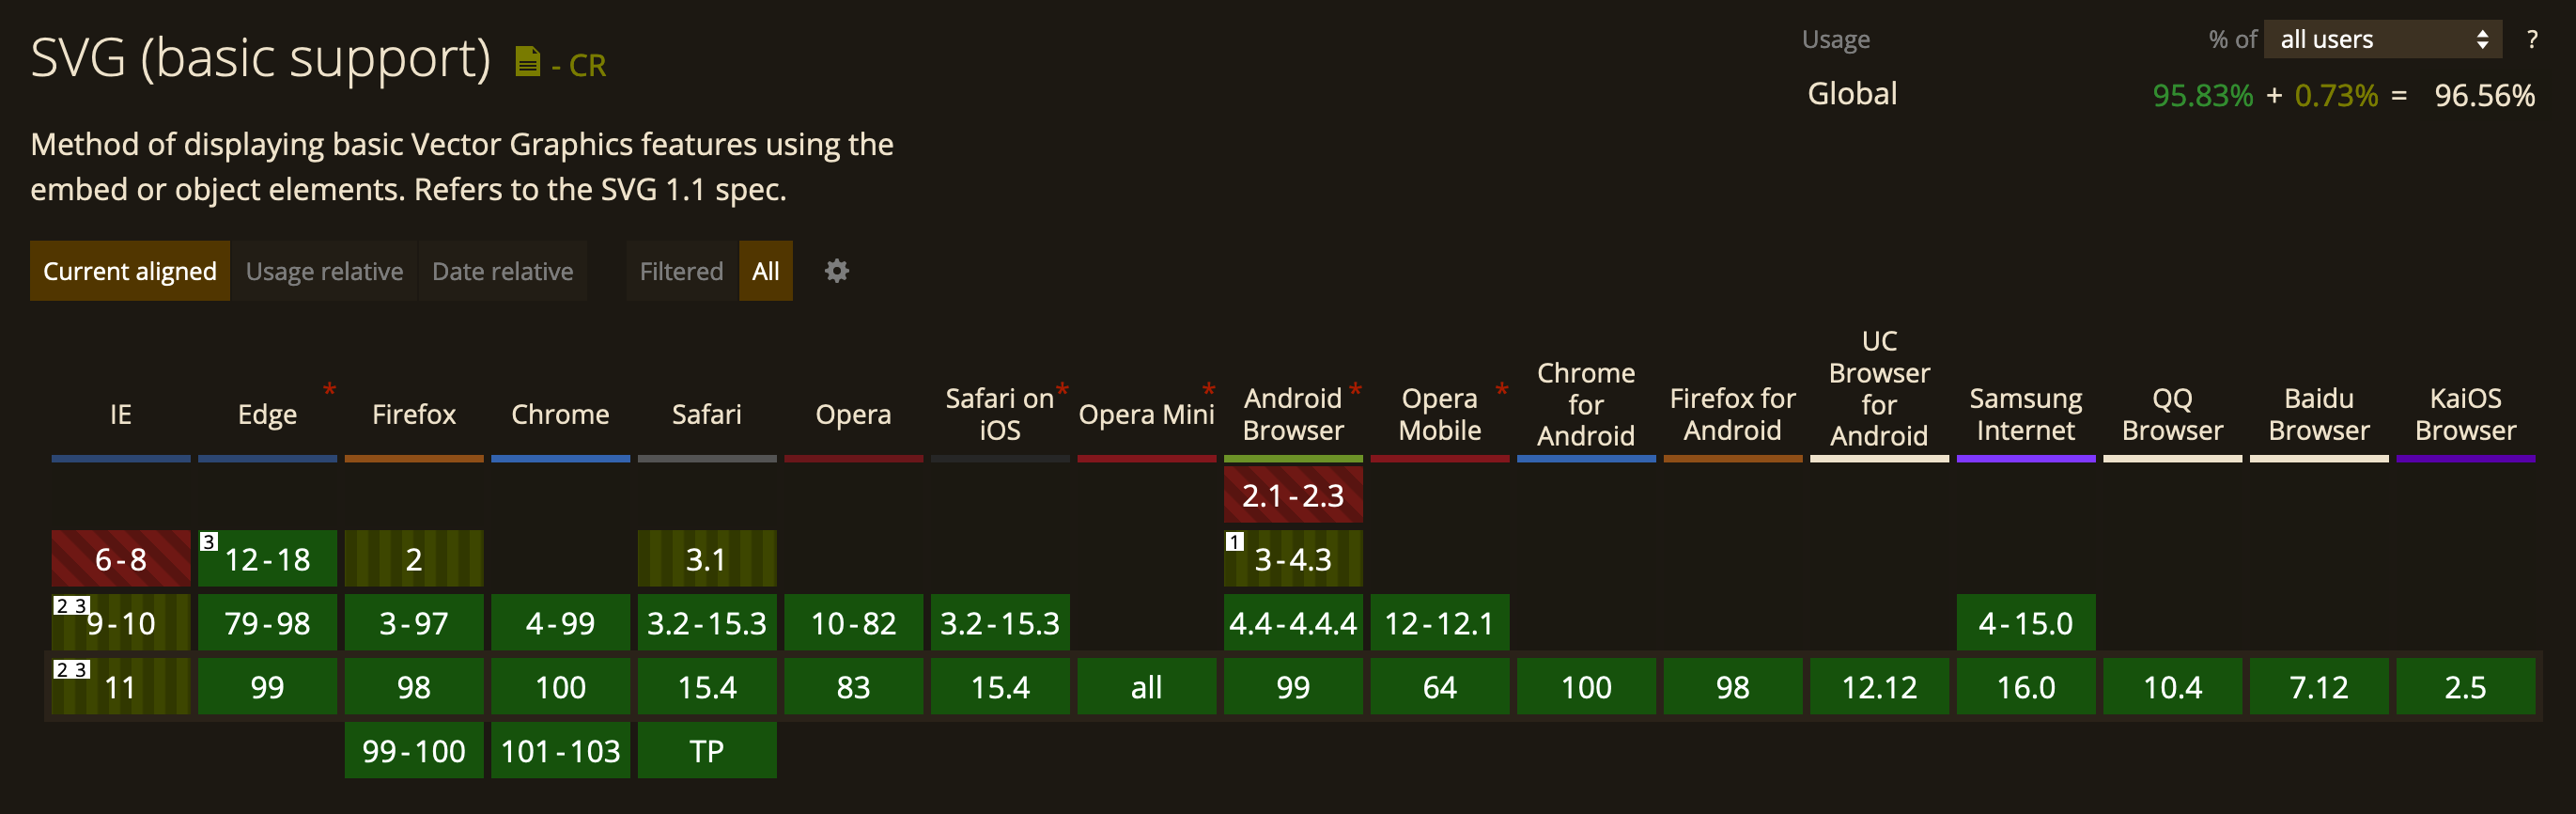 SVG (basic support) - CR
Usage % of all users ?
Global 95.83% + 0.73% = 96.56%
Method of displaying basic Vector Graphics features using the
embed or object elements. Refers to the SVG 1.1 spec.
Current aligned Usage relative Date relative Filtered All
IE
Edge *
Firefox
Chrome
Safari
Opera
Safari on *
iOS
Opera Mini *
Android *
Browser
Opera *
Mobile
Chrome
for
Android
Firefox for
Android
UC
Browser
for
Android
Samsung
Internet
QQ
Browser
Baidu
Browser
KaiOS
Browser
2.1-2.3
6-8 3 12-18 2 3.1 1 3-4.3
2 3 9-10 79-98 3-97 4-99 3.2-15.3 10-82 3.2-15.3 4.4-4.4.4 12-12.1 4-15.0
2 3 11 99 98 100 15.4 83 15.4 all 99 64 100 98 12.12 16.0 10.4 7.12 2.5
99-100 101-103 TP